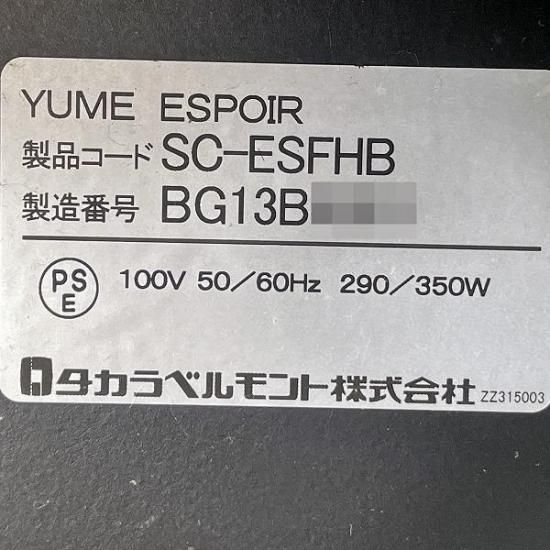 YUME ESPOIR
製品コード SC-ESFHB
製造番号 BG13B
PSE 100V 50/60Hz 290/350W
タカラベルモント株式会社 ZZ315003